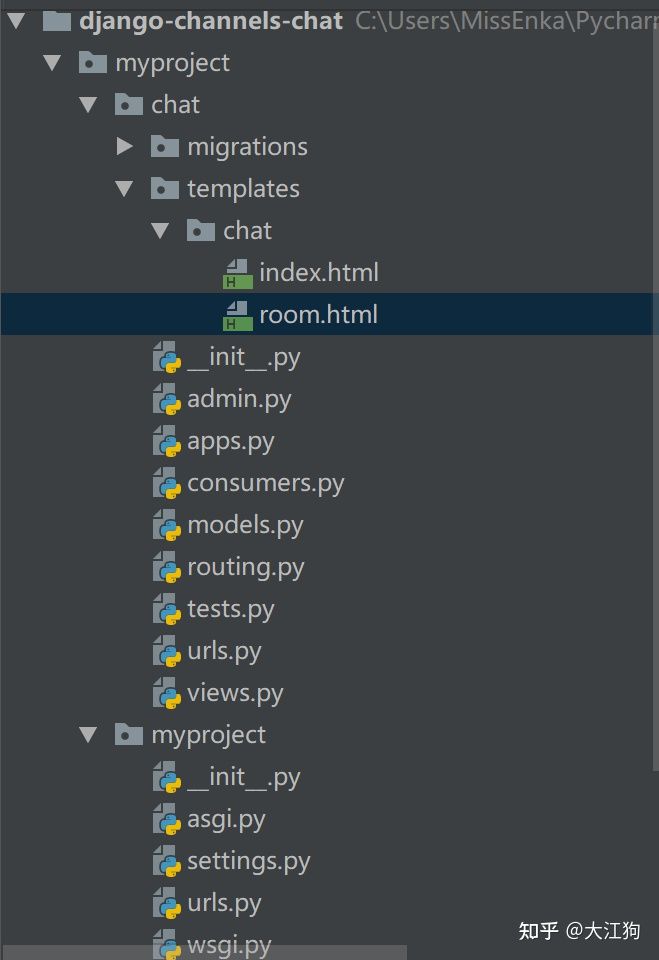 django-channels-chat C:\Users\MissEnka\Pycharm
myproject
chat
migrations
templates
chat
index.html
room.html
__init__.py
admin.py
apps.py
consumers.py
models.py
routing.py
tests.py
urls.py
views.py
myproject
__init__.py
asgi.py
settings.py
urls.py
wsgi.py
知乎 @大江狗